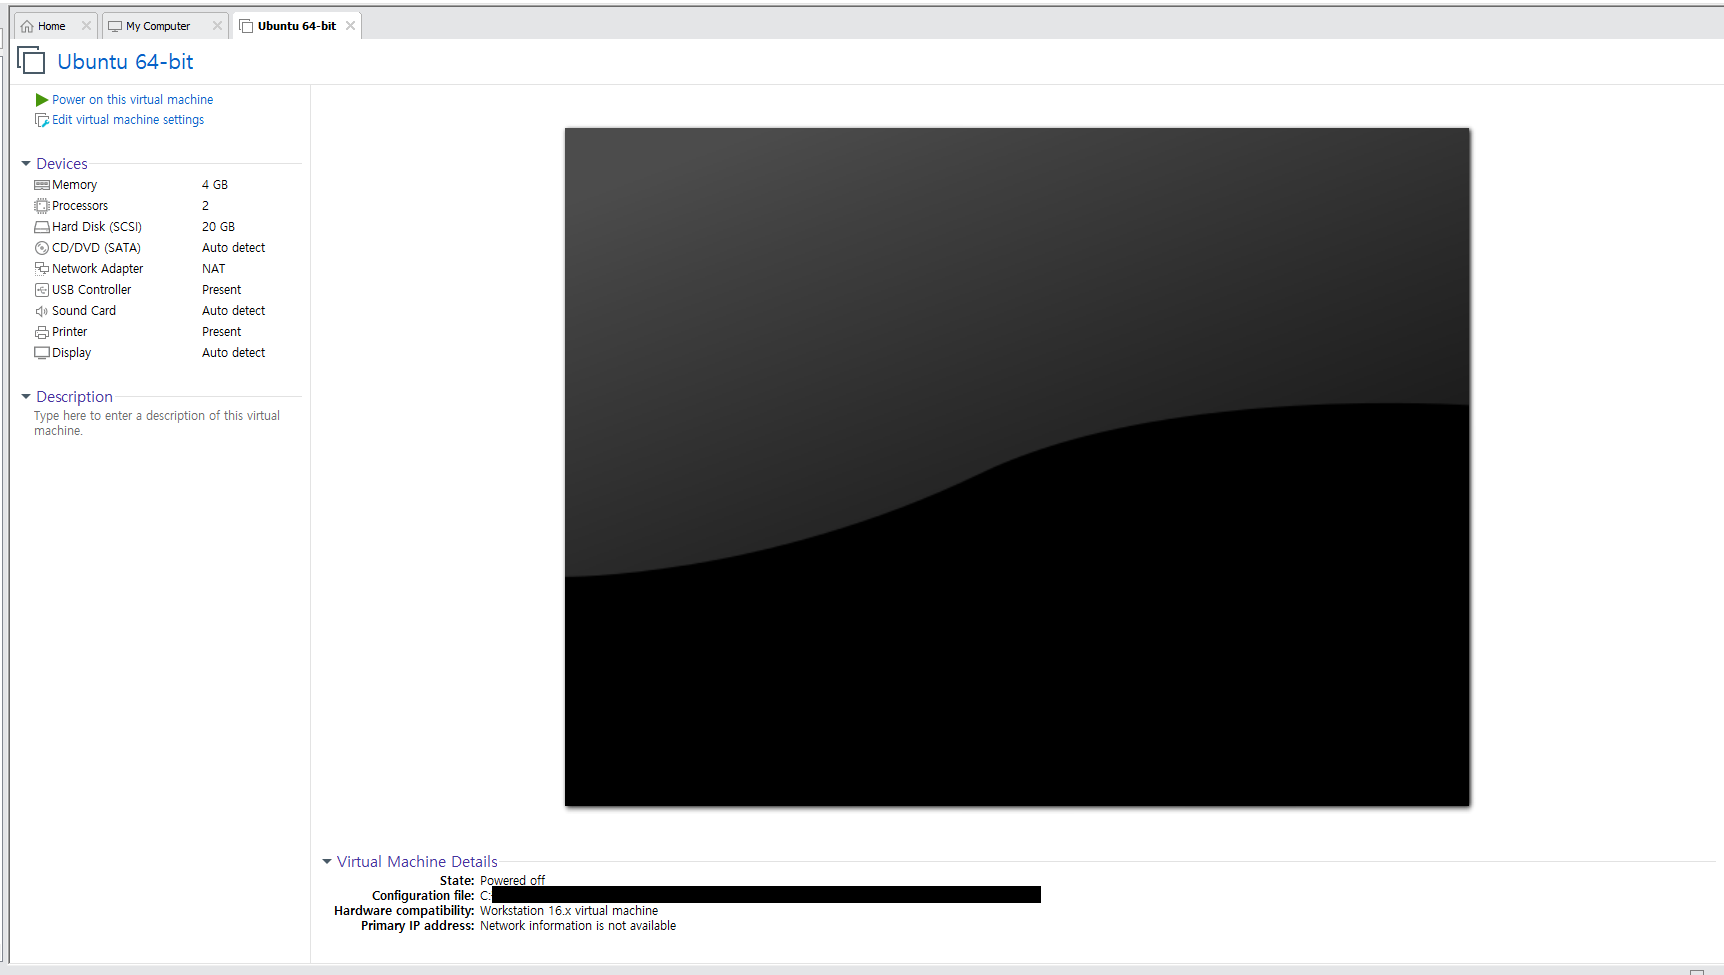 Home
My Computer
Ubuntu 64-bit
Ubuntu 64-bit
Power on this virtual machine
Edit virtual machine settings
Devices
Memory 4 GB
Processors 2
Hard Disk (SCSI) 20 GB
CD/DVD (SATA) Auto detect
Network Adapter NAT
USB Controller Present
Sound Card Auto detect
Printer Present
Display Auto detect
Description
Type here to enter a description of this virtual
machine.
Virtual Machine Details
State: Powered off
Configuration file: C:
Hardware compatibility: Workstation 16.x virtual machine
Primary IP address: Network information is not available